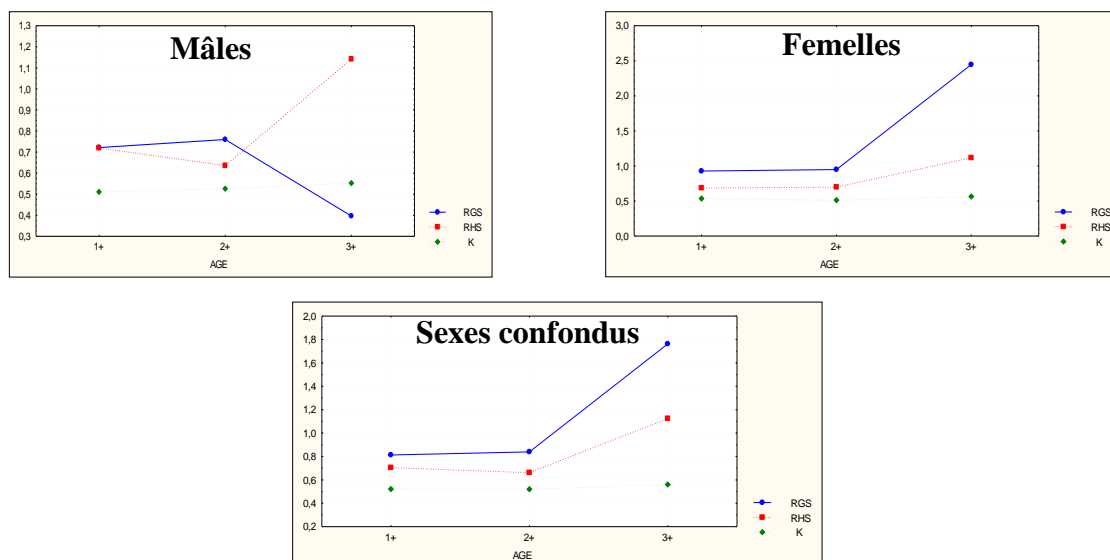 Mâles
1,3
1,2
1,1
1,0
0,9
0,8
0,7
0,6
0,5
0,4
0,3
1+ 2+ 3+
AGE
RGS
RHS
K
Femelles
3,0
2,5
2,0
1,5
1,0
0,5
0,0
1+ 2+ 3+
AGE
RGS
RHS
K
Sexes confondus
2,0
1,8
1,6
1,4
1,2
1,0
0,8
0,6
0,4
0,2
1+ 2+ 3+
AGE
RGS
RHS
K